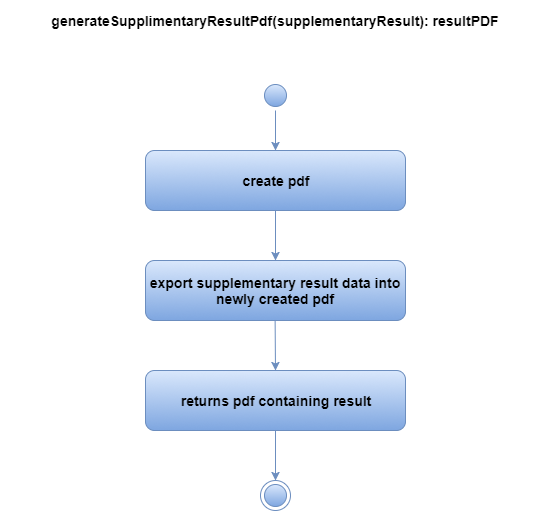 generateSupplimentaryResultPdf(supplementaryResult): resultPDF
create pdf
export supplementary result data into
newly created pdf
returns pdf containing result